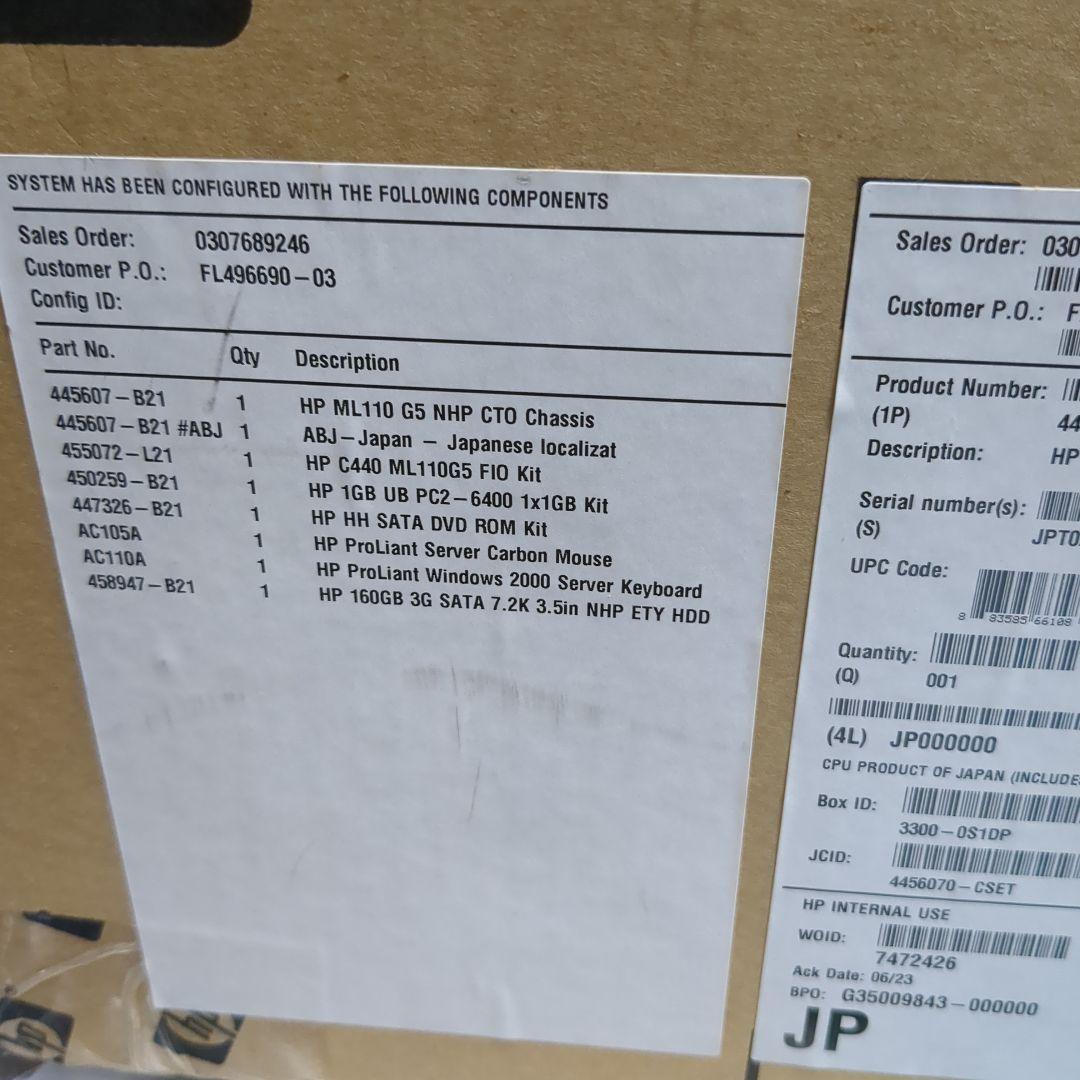 SYSTEM HAS BEEN CONFIGURED WITH THE FOLLOWING COMPONENTS
Sales Order: 0307689246
Customer P.O.: FL496690-03
Config ID:
Part No. Qty Description
445607-B21 1 HP ML110 G5 NHP CTO Chassis
445607-B21 #ABJ 1 ABJ-Japan - Japanese localizat
455072-L21 1 HP C440 ML110G5 FIO Kit
450259-B21 1 HP 1GB UB PC2-6400 1x1GB Kit
447326-B21 1 HP HH SATA DVD ROM Kit
AC105A 1 HP ProLiant Server Carbon Mouse
AC110A 1 HP ProLiant Windows 2000 Server Keyboard
458947-B21 1 HP 160GB 3G SATA 7.2K 3.5in NHP ETY HDD
hp
hp
Sales Order: 030
Customer P.O.: F
Product Number:
(1P) 44
Description: HP
Serial number(s):
(S) JPT0
UPC Code:
8 83585 66108
Quantity:
(Q) 001
(4L) JP000000
CPU PRODUCT OF JAPAN (INCLUDE
Box ID:
3300-0S1DP
JCID:
4456070-CSET
HP INTERNAL USE
WOID:
7472426
Ack Date: 06/23
BPO: G35009843-000000
JP